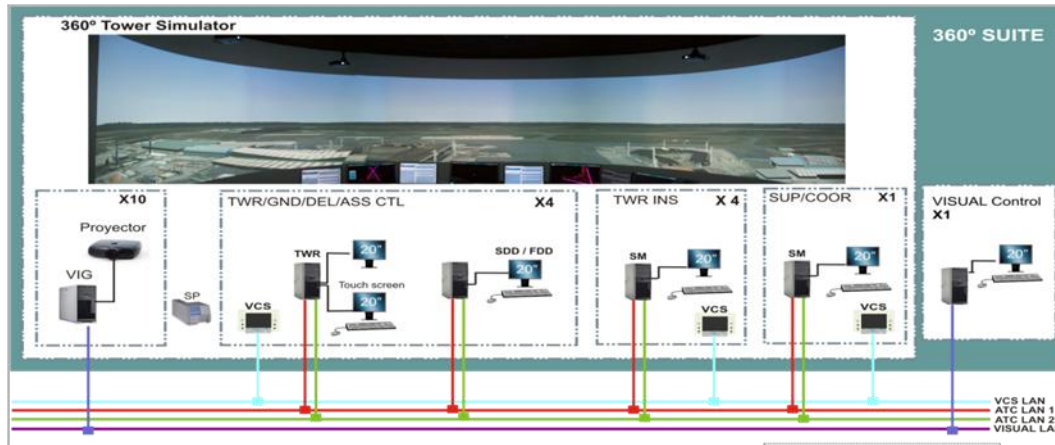 360º Tower Simulator
360º SUITE
X10
Proyector
VIG
SP
TWR/GND/DEL/ASS CTL
X4
TWR
20"
Touch screen
20"
VCS
SDD / FDD
20"
TWR INS
X 4
SM
20"
VCS
SUP/COOR
X1
SM
20"
VCS
VISUAL Control
X1
20"
VCS LAN
ATC LAN 1
ATC LAN 2
VISUAL LA